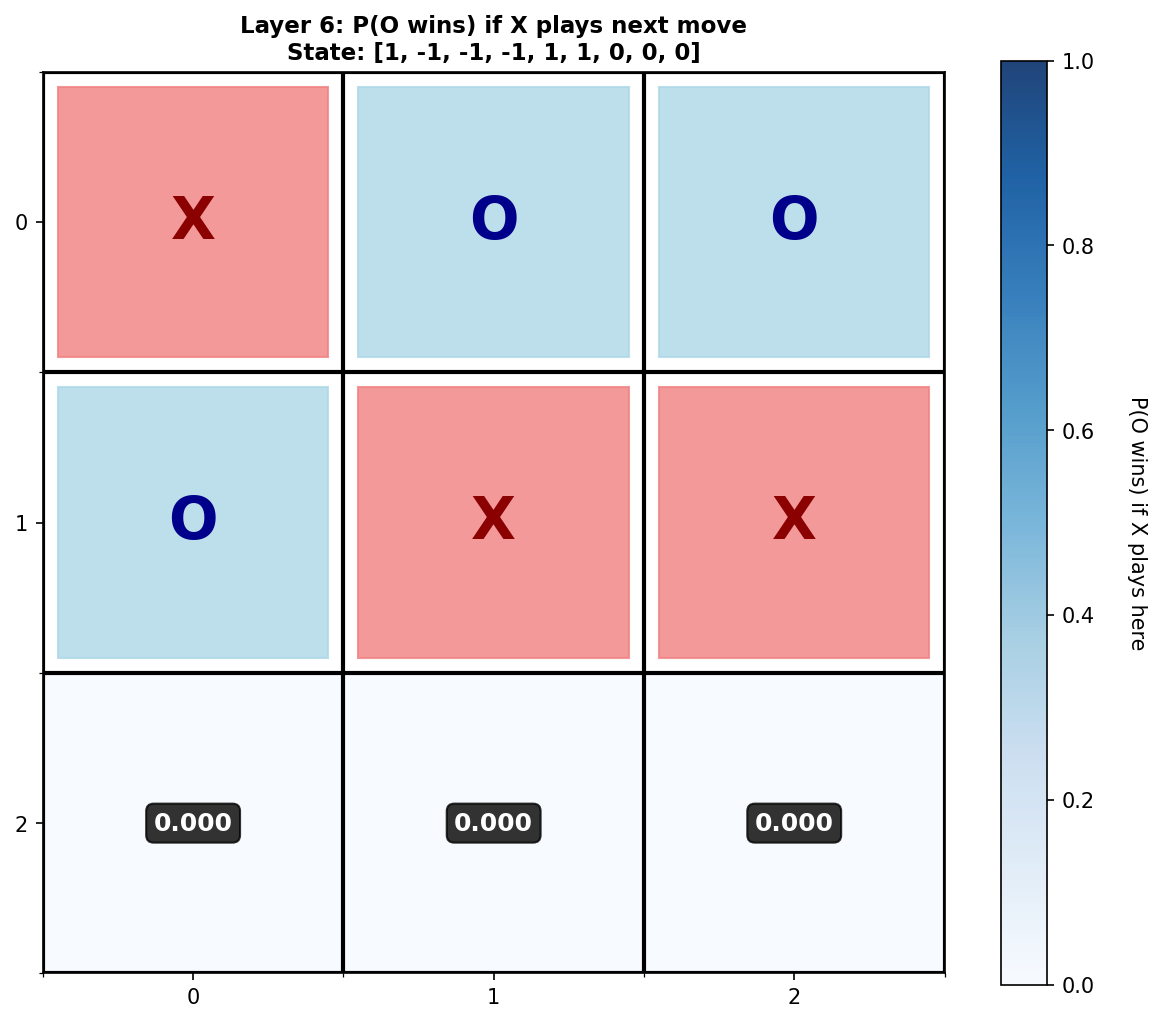 Layer 6: P(O wins) if X plays next move
State: [1, -1, -1, -1, 1, 1, 0, 0, 0]
0
X
O
O
1
O
X
X
2
0.000
0.000
0.000
0
1
2
1.0
0.8
0.6
0.4
0.2
0.0
P(O wins) if X plays here